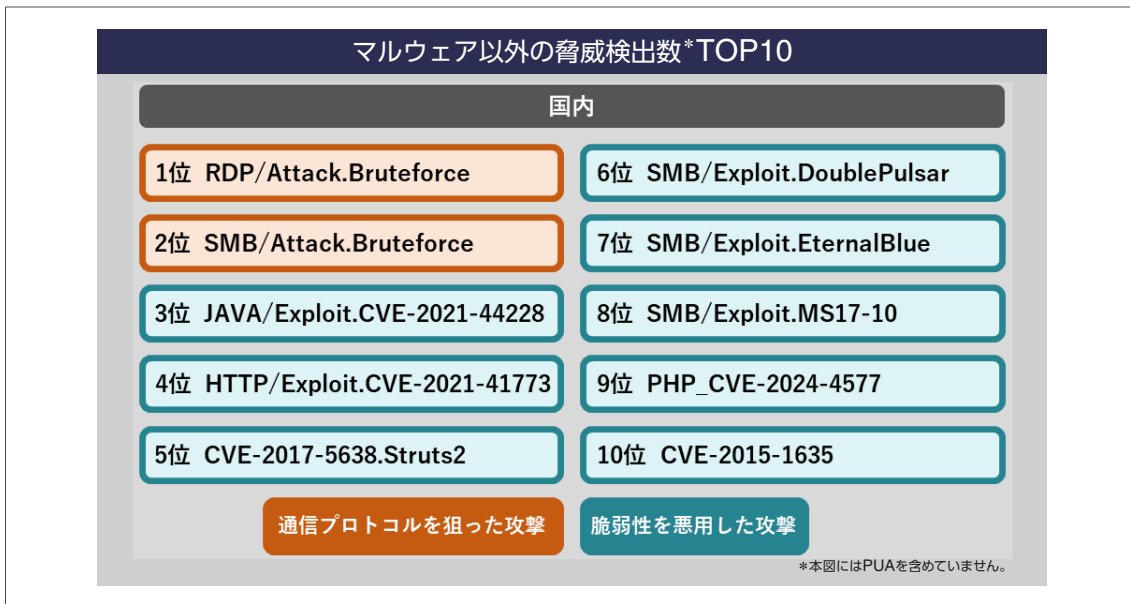 マルウェア以外の脅威検出数*TOP10
国内
1位 RDP/Attack.Bruteforce
2位 SMB/Attack.Bruteforce
3位 JAVA/Exploit.CVE-2021-44228
4位 HTTP/Exploit.CVE-2021-41773
5位 CVE-2017-5638.Struts2
6位 SMB/Exploit.DoublePulsar
7位 SMB/Exploit.EternalBlue
8位 SMB/Exploit.MS17-10
9位 PHP_CVE-2024-4577
10位 CVE-2015-1635
通信プロトコルを狙った攻撃
脆弱性を悪用した攻撃
*本図にはPUAを含めていません。